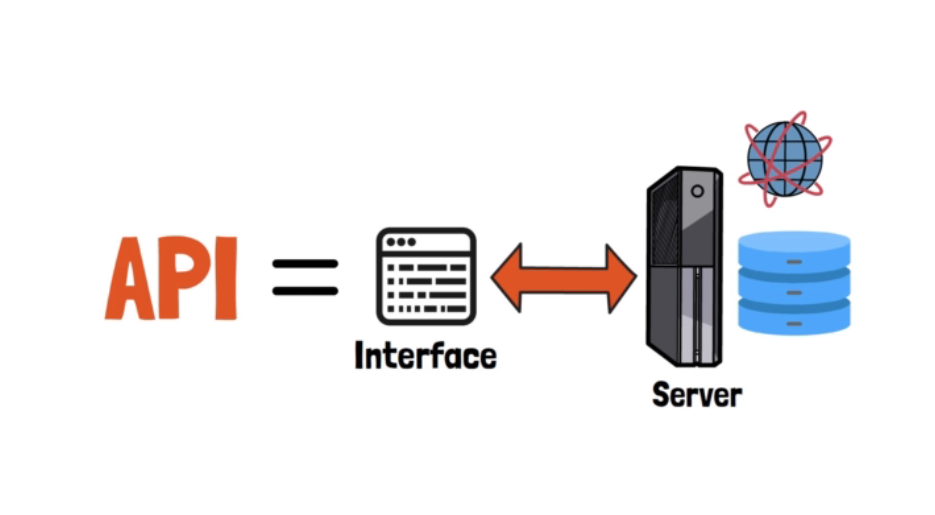 API =
Interface
Server